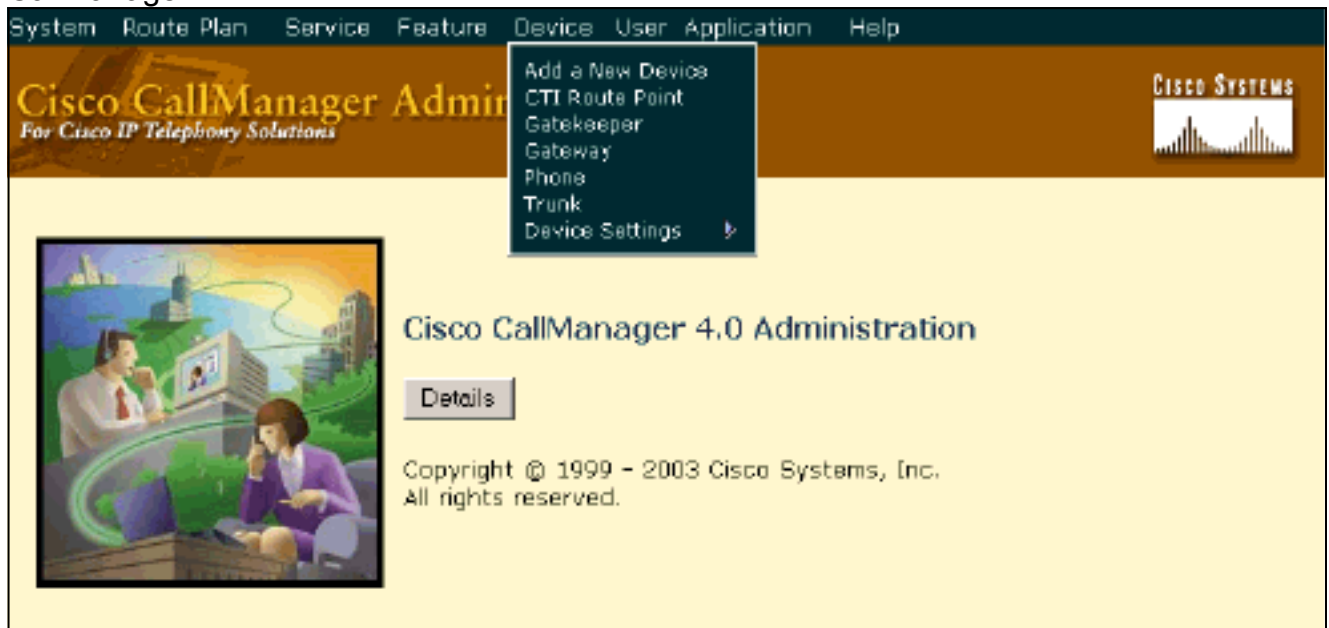 System Route Plan Service Feature Device User Application Help
Cisco CallManager Admin
For Cisco IP Telephony Solutions
Add a New Device
CTI Route Point
Gatekeeper
Gateway
Phone
Trunk
Device Settings
CISCO SYSTEMS
Cisco CallManager 4.0 Administration
Details
Copyright © 1999 - 2003 Cisco Systems, Inc.
All rights reserved.